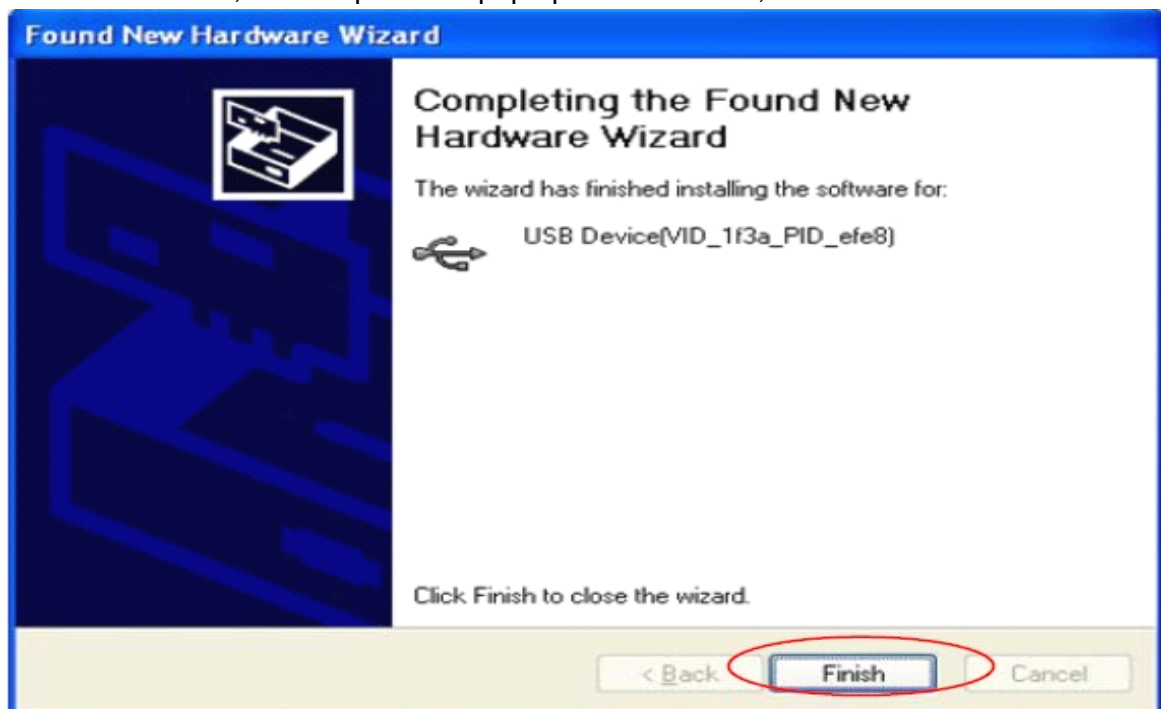 Found New Hardware Wizard
Completing the Found New
Hardware Wizard
The wizard has finished installing the software for:
USB Device(VID_1f3a_PID_efe8)
Click Finish to close the wizard.
< Back Finish Cancel